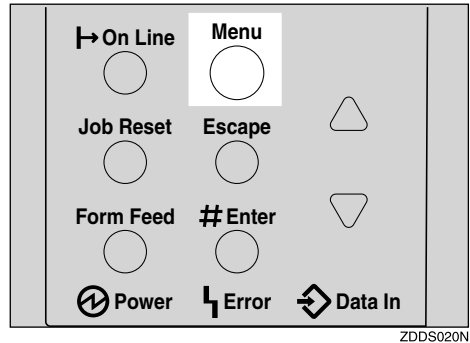 On Line Menu
Job Reset Escape
Form Feed # Enter
Power Error Data In
ZDDS020N